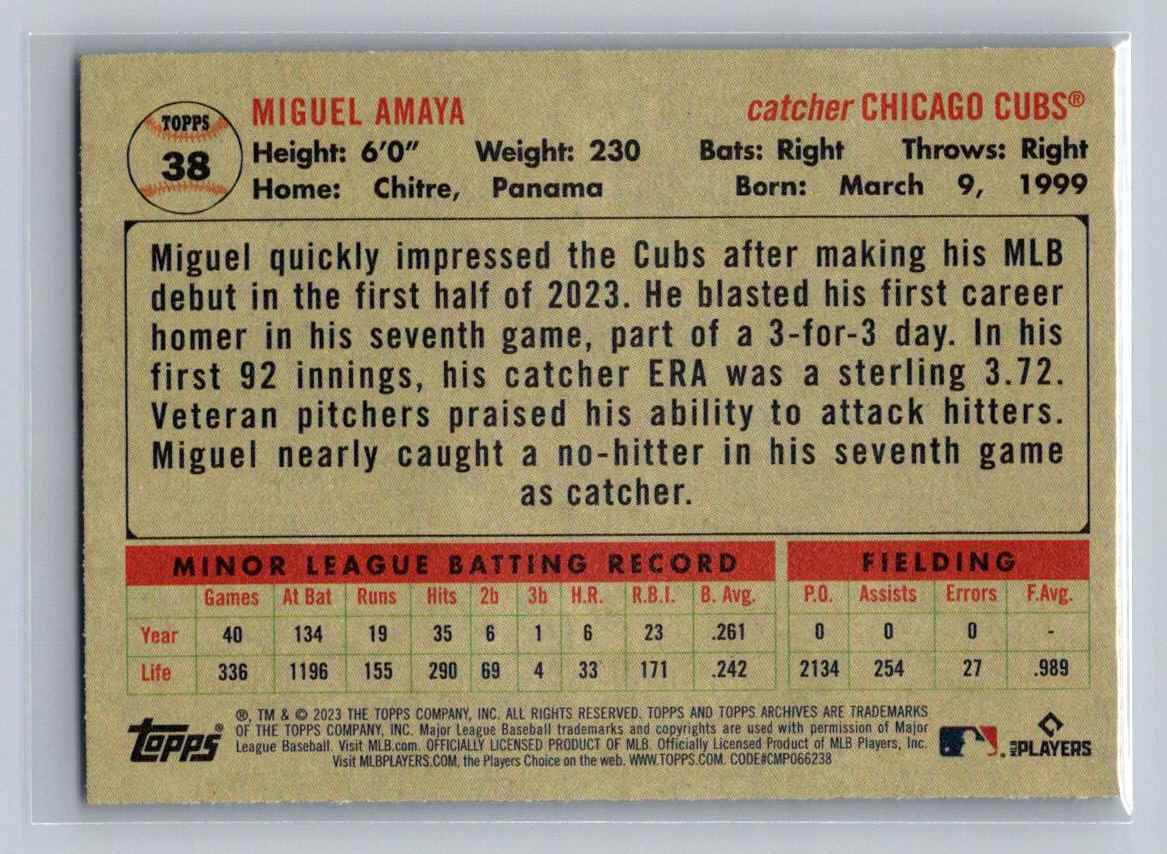 TOPPS
38
MIGUEL AMAYA catcher CHICAGO CUBS®
Height: 6'0" Weight: 230 Bats: Right Throws: Right
Home: Chitre, Panama Born: March 9, 1999
Miguel quickly impressed the Cubs after making his MLB
debut in the first half of 2023. He blasted his first career
homer in his seventh game, part of a 3-for-3 day. In his
first 92 innings, his catcher ERA was a sterling 3.72.
Veteran pitchers praised his ability to attack hitters.
Miguel nearly caught a no-hitter in his seventh game
as catcher.
MINOR LEAGUE BATTING RECORD FIELDING
Games At Bat Runs Hits 2b 3b H.R. R.B.I. B. Avg. P.O. Assists Errors F.Avg.
Year 40 134 19 35 6 1 6 23 .261 0 0 0 -
Life 336 1196 155 290 69 4 33 171 .242 2134 254 27 .989
®, TM & © 2023 THE TOPPS COMPANY, INC. ALL RIGHTS RESERVED. TOPPS AND TOPPS ARCHIVES ARE TRADEMARKS
OF THE TOPPS COMPANY, INC. Major League Baseball trademarks and copyrights are used with permission of Major
League Baseball. Visit MLB.com. OFFICIALLY LICENSED PRODUCT OF MLB. Officially Licensed Product of MLB Players, Inc.
Visit MLBPLAYERS.COM, the Players Choice on the web. WWW.TOPPS.COM. CODE#CMP066238
topps®
MLB PLAYERS